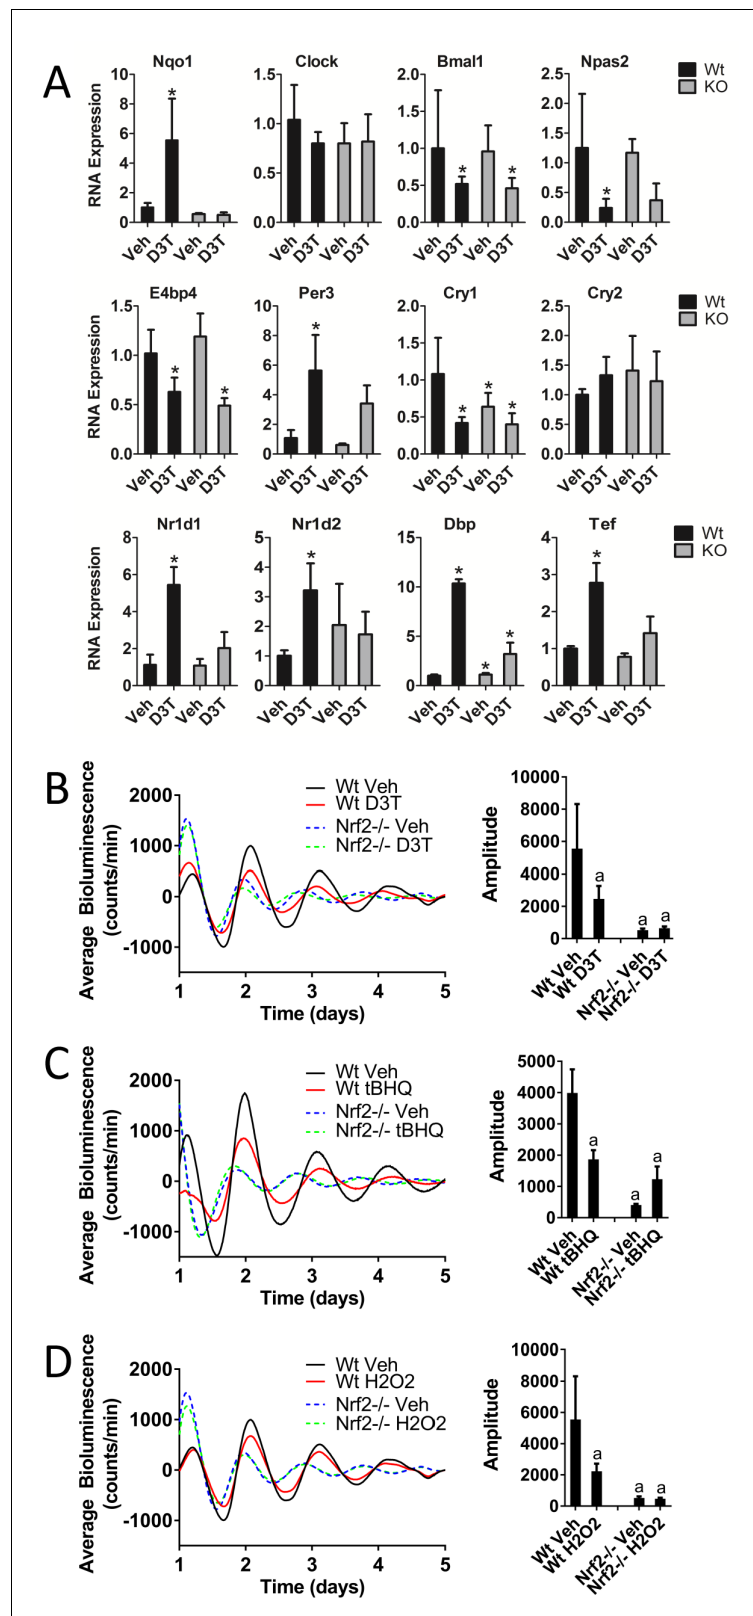 A
Nqo1
Clock
Bmal1
Npas2
Wt
KO
RNA Expression
10
8
6
4
2
0
1.5
1.0
0.5
0.0
2.0
1.5
1.0
0.5
0.0
2.5
2.0
1.5
1.0
0.5
0.0
*
*
*
*
Veh D3T Veh D3T
Veh D3T Veh D3T
Veh D3T Veh D3T
Veh D3T Veh D3T
E4bp4
Per3
Cry1
Cry2
Wt
KO
RNA Expression
1.5
1.0
0.5
0.0
10
8
6
4
2
0
2.0
1.5
1.0
0.5
0.0
2.5
2.0
1.5
1.0
0.5
0.0
*
*
*
*
*
*
Veh D3T Veh D3T
Veh D3T Veh D3T
Veh D3T Veh D3T
Veh D3T Veh D3T
Nr1d1
Nr1d2
Dbp
Tef
Wt
KO
RNA Expression
8
6
4
2
0
5
4
3
2
1
0
15
10
5
0
4
3
2
1
0
*
*
*
*
*
*
Veh D3T Veh D3T
Veh D3T Veh D3T
Veh D3T Veh D3T
Veh D3T Veh D3T
B
Average Bioluminescence
(counts/min)
2000
1000
0
-1000
Wt Veh
Wt D3T
Nrf2-/- Veh
Nrf2-/- D3T
1 2 3 4 5
Time (days)
Amplitude
10000
8000
6000
4000
2000
0
a
a
a
Wt Veh
Wt D3T
Nrf2-/- Veh
Nrf2-/- D3T
C
Average Bioluminescence
(counts/min)
2000
1000
0
-1000
Wt Veh
Wt tBHQ
Nrf2-/- Veh
Nrf2-/- tBHQ
1 2 3 4 5
Time (days)
Amplitude
5000
4000
3000
2000
1000
0
a
a
a
Wt Veh
Wt tBHQ
Nrf2-/- Veh
Nrf2-/- tBHQ
D
Average Bioluminescence
(counts/min)
2000
1000
0
-1000
Wt Veh
Wt H2O2
Nrf2-/- Veh
Nrf2-/- H2O2
1 2 3 4 5
Time (days)
Amplitude
10000
8000
6000
4000
2000
0
a
a
a
Wt Veh
Wt H2O2
Nrf2-/- Veh
Nrf2-/- H2O2